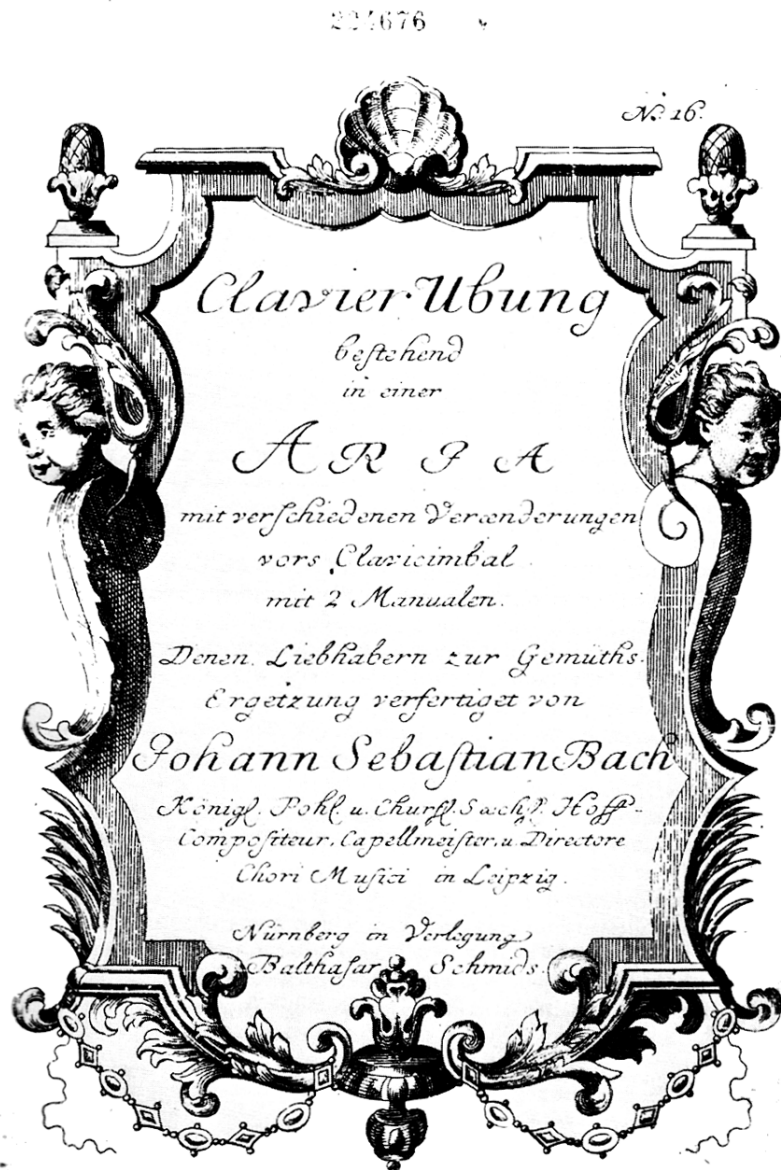 224676
No. 16.
Clavier Ubung
bestehend
in einer
ARIA
mit verschiedenen Veraenderungen
vors Clavicimbal
mit 2 Manualen.
Denen Liebhabern zur Gemüths-
Ergetzung verfertiget von
Johann Sebastian Bach
Königl. Pohl. u. Churfl. Saechs. Hoff-
Compositeur, Capellmeister, u. Directore
Chori Musici in Leipzig.
Nürnberg in Verlegung
Balthasar Schmids.